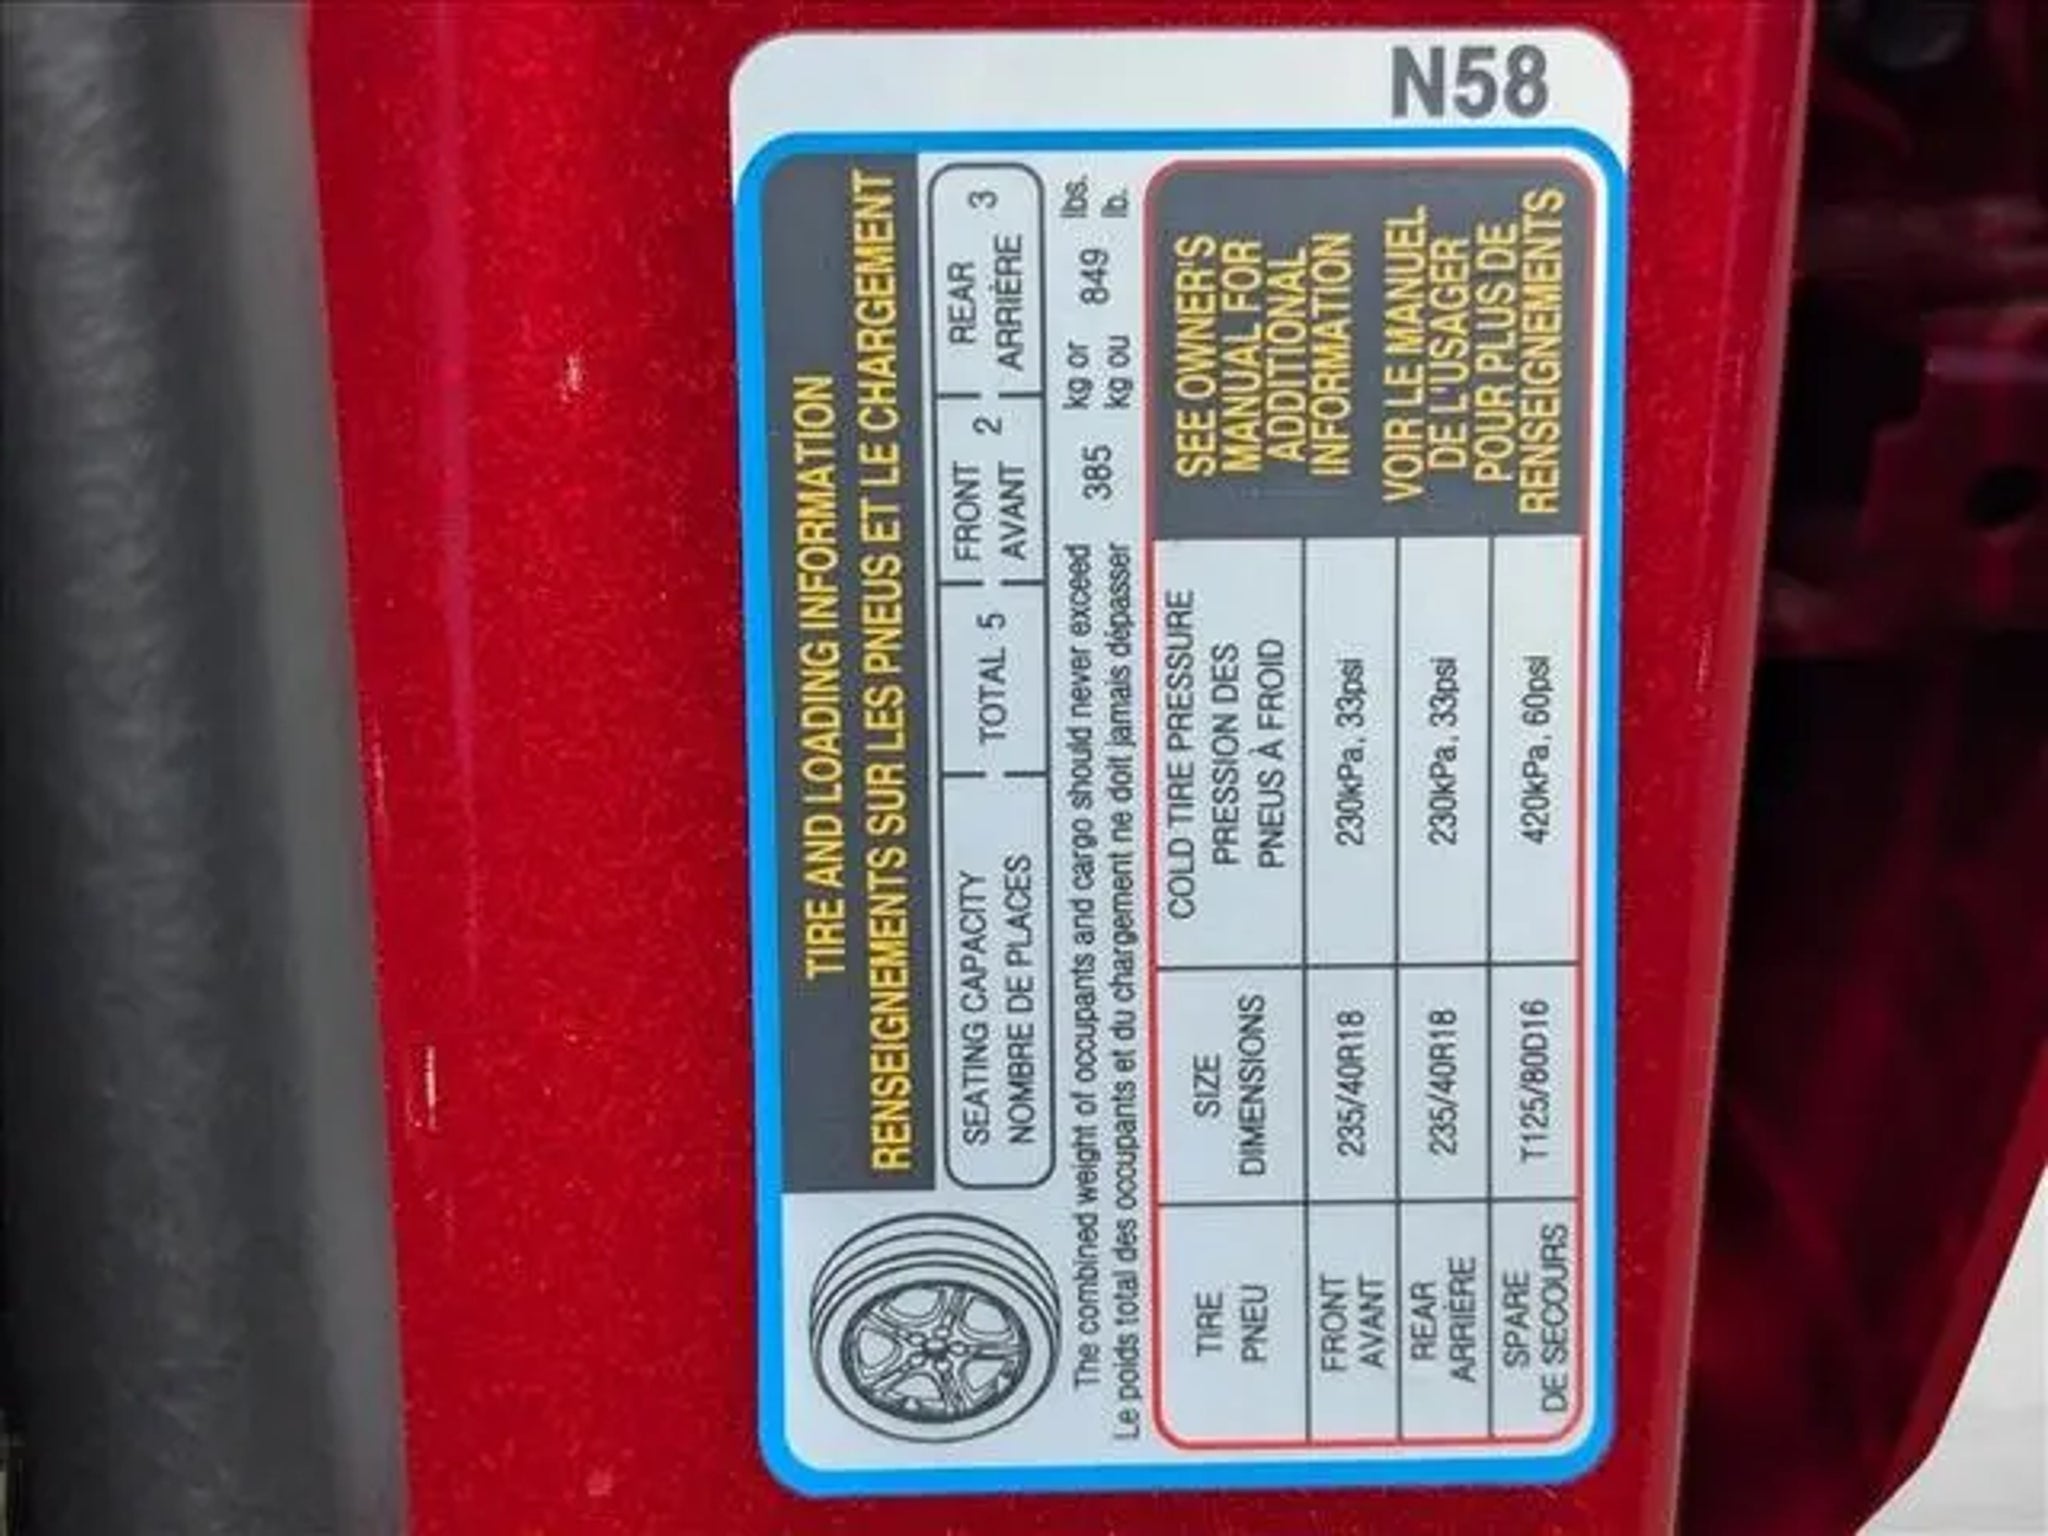 N58
TIRE AND LOADING INFORMATION
RENSEIGNEMENTS SUR LES PNEUS ET LE CHARGEMENT
SEATING CAPACITY
NOMBRE DE PLACES
TOTAL 5
FRONT
AVANT 2
REAR
ARRIÈRE 3
The combined weight of occupants and cargo should never exceed 385 kg or 849 lbs.
Le poids total des occupants et du chargement ne doit jamais dépasser 385 kg ou 849 lb.
TIRE
PNEU
SIZE
DIMENSIONS
COLD TIRE PRESSURE
PRESSION DES
PNEUS À FROID
FRONT
AVANT
235/40R18
230kPa, 33psi
REAR
ARRIÈRE
235/40R18
230kPa, 33psi
SPARE
DE SECOURS
T125/80D16
420kPa, 60psi
SEE OWNER'S
MANUAL FOR
ADDITIONAL
INFORMATION
VOIR LE MANUEL
DE L'USAGER
POUR PLUS DE
RENSEIGNEMENTS